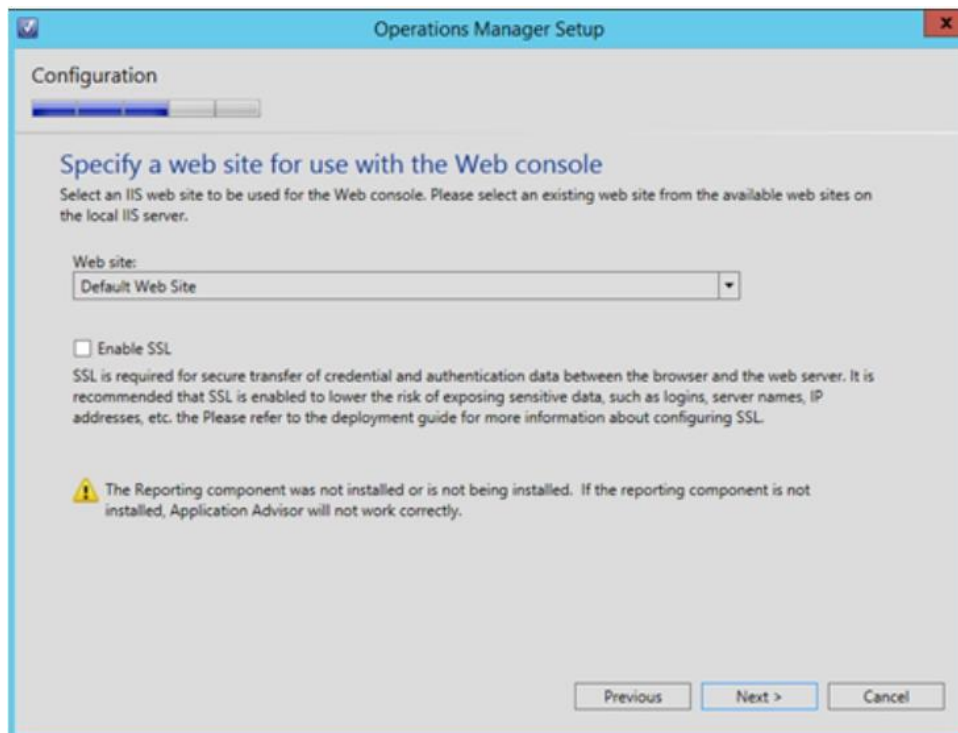 Operations Manager Setup
x
Configuration
Specify a web site for use with the Web console
Select an IIS web site to be used for the Web console. Please select an existing web site from the available web sites on
the local IIS server.
Web site:
Default Web Site
Enable SSL
SSL is required for secure transfer of credential and authentication data between the browser and the web server. It is
recommended that SSL is enabled to lower the risk of exposing sensitive data, such as logins, server names, IP
addresses, etc. the Please refer to the deployment guide for more information about configuring SSL.
The Reporting component was not installed or is not being installed. If the reporting component is not
installed, Application Advisor will not work correctly.
Previous Next > Cancel